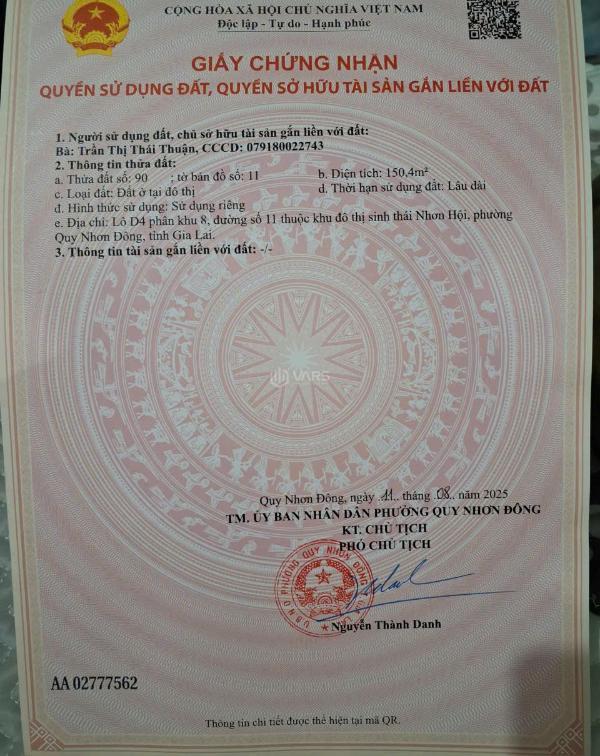 CỘNG HÒA XÃ HỘI CHỦ NGHĨA VIỆT NAM
Độc lập - Tự do - Hạnh phúc
GIẤY CHỨNG NHẬN
QUYỀN SỬ DỤNG ĐẤT, QUYỀN SỞ HỮU TÀI SẢN GẮN LIỀN VỚI ĐẤT
1. Người sử dụng đất, chủ sở hữu tài sản gắn liền với đất:
Bà: Trần Thị Thái Thuận, CCCD: 079180022743
2. Thông tin thửa đất:
a. Thửa đất số: 90 ; tờ bản đồ số: 11 b. Diện tích: 150,4m²
c. Loại đất: Đất ở tại đô thị d. Thời hạn sử dụng đất: Lâu dài
đ. Hình thức sử dụng: Sử dụng riêng
e. Địa chỉ: Lô D4 phân khu 8, đường số 11 thuộc khu đô thị sinh thái Nhơn Hội, phường
Quy Nhơn Đông, tỉnh Gia Lai.
3. Thông tin tài sản gắn liền với đất: -/-
VARS
Quy Nhơn Đông, ngày .11.. tháng .08.. năm 2025
TM. ỦY BAN NHÂN DÂN PHƯỜNG QUY NHƠN ĐÔNG
KT. CHỦ TỊCH
PHÓ CHỦ TỊCH
U.B.N.D PHƯỜNG QUY NHƠN ĐÔNG
Nguyễn Thành Danh
AA 02777562
Thông tin chi tiết được thể hiện tại mã QR.